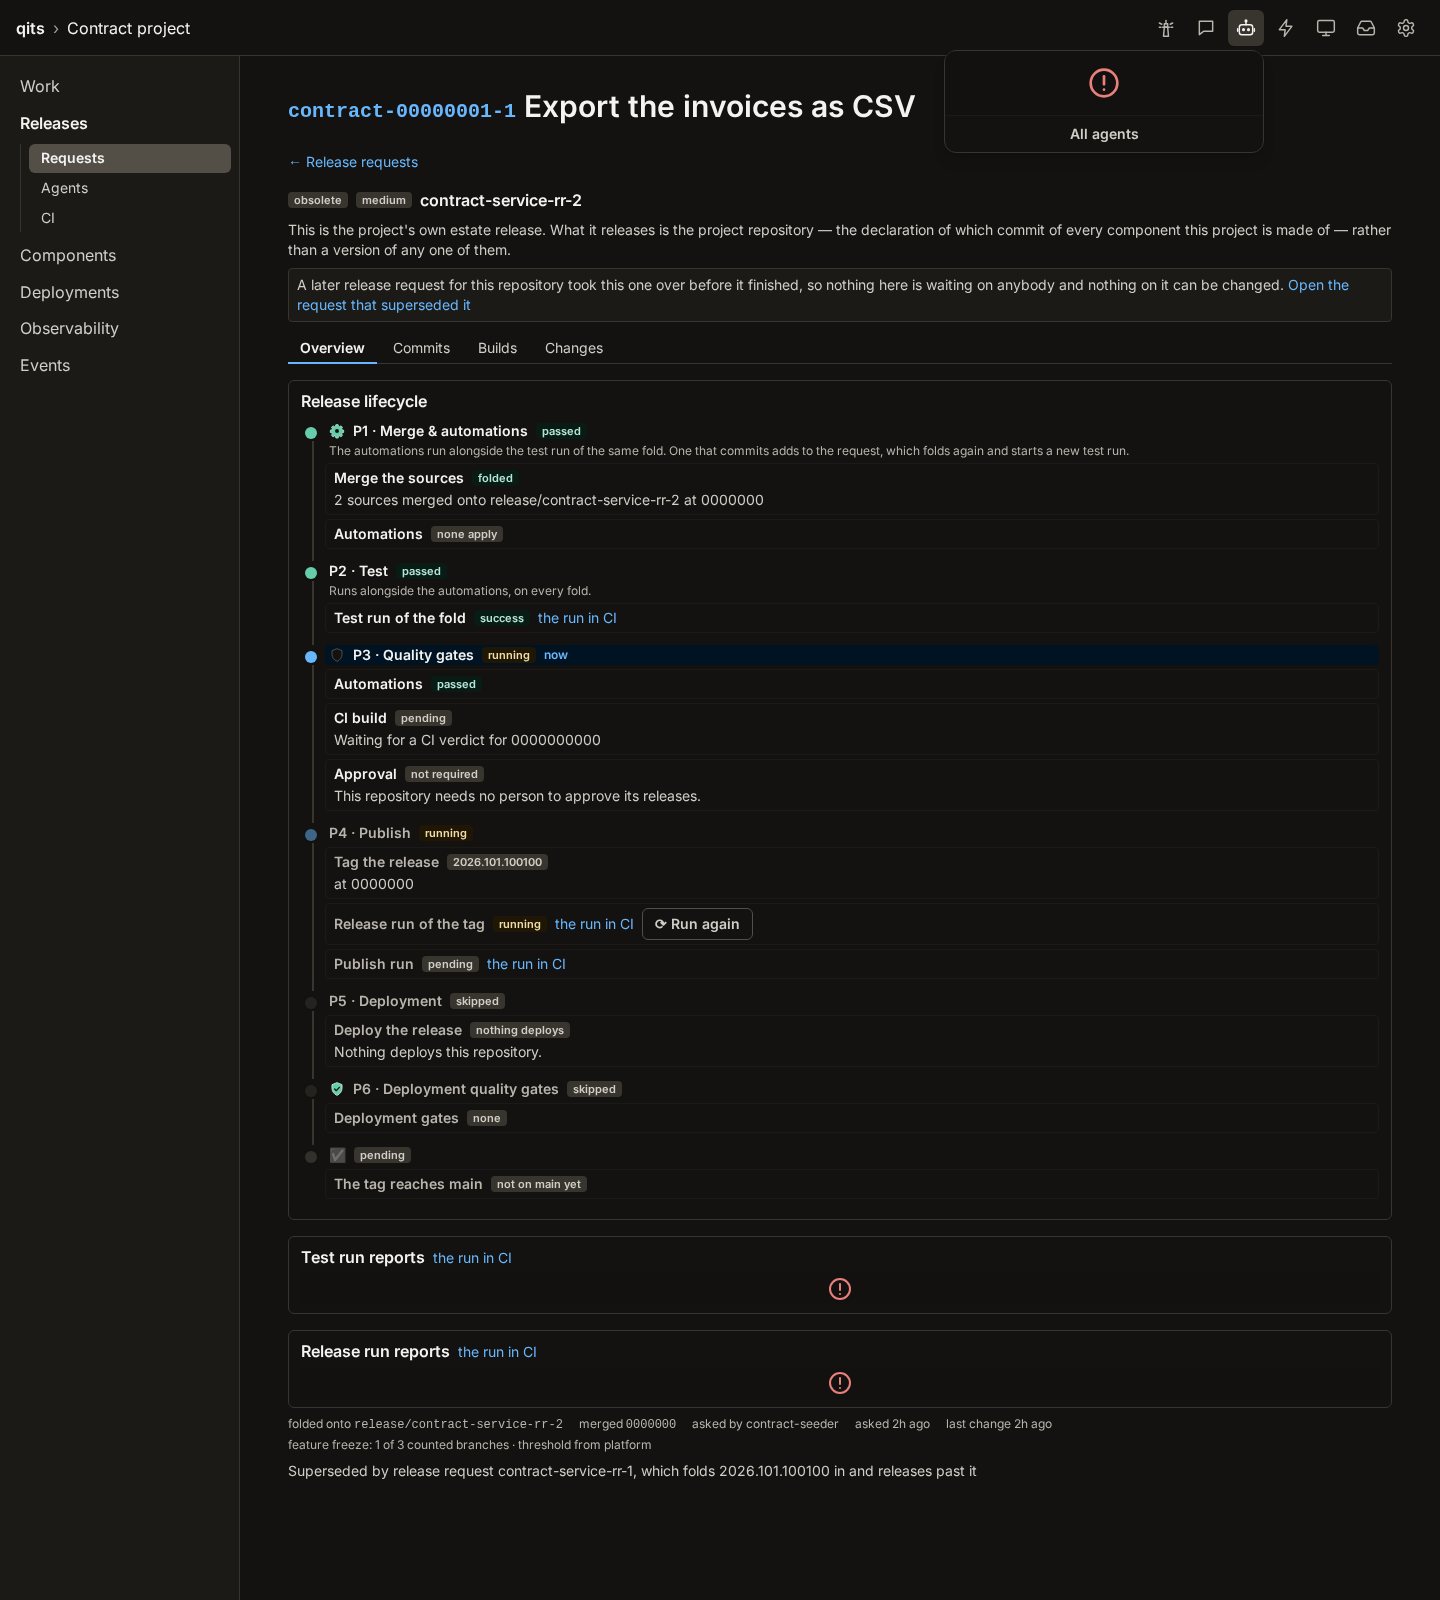 qits › Contract project
All agents
Work
Releases
Requests
Agents
CI
Components
Deployments
Observability
Events
contract-00000001-1 Export the invoices as CSV
← Release requests
obsolete medium contract-service-rr-2
This is the project's own estate release. What it releases is the project repository — the declaration of which commit of every component this project is made of — rather
than a version of any one of them.
A later release request for this repository took this one over before it finished, so nothing here is waiting on anybody and nothing on it can be changed. Open the
request that superseded it
Overview Commits Builds Changes
Release lifecycle
P1 · Merge & automations passed
The automations run alongside the test run of the same fold. One that commits adds to the request, which folds again and starts a new test run.
Merge the sources folded
2 sources merged onto release/contract-service-rr-2 at 0000000
Automations none apply
P2 · Test passed
Runs alongside the automations, on every fold.
Test run of the fold success the run in CI
P3 · Quality gates running now
Automations passed
CI build pending
Waiting for a CI verdict for 0000000000
Approval not required
This repository needs no person to approve its releases.
P4 · Publish running
Tag the release 2026.101.100100
at 0000000
Release run of the tag running the run in CI ⟳ Run again
Publish run pending the run in CI
P5 · Deployment skipped
Deploy the release nothing deploys
Nothing deploys this repository.
P6 · Deployment quality gates skipped
Deployment gates none
pending
The tag reaches main not on main yet
Test run reports the run in CI
Release run reports the run in CI
folded onto release/contract-service-rr-2 merged 0000000 asked by contract-seeder asked 2h ago last change 2h ago
feature freeze: 1 of 3 counted branches · threshold from platform
Superseded by release request contract-service-rr-1, which folds 2026.101.100100 in and releases past it